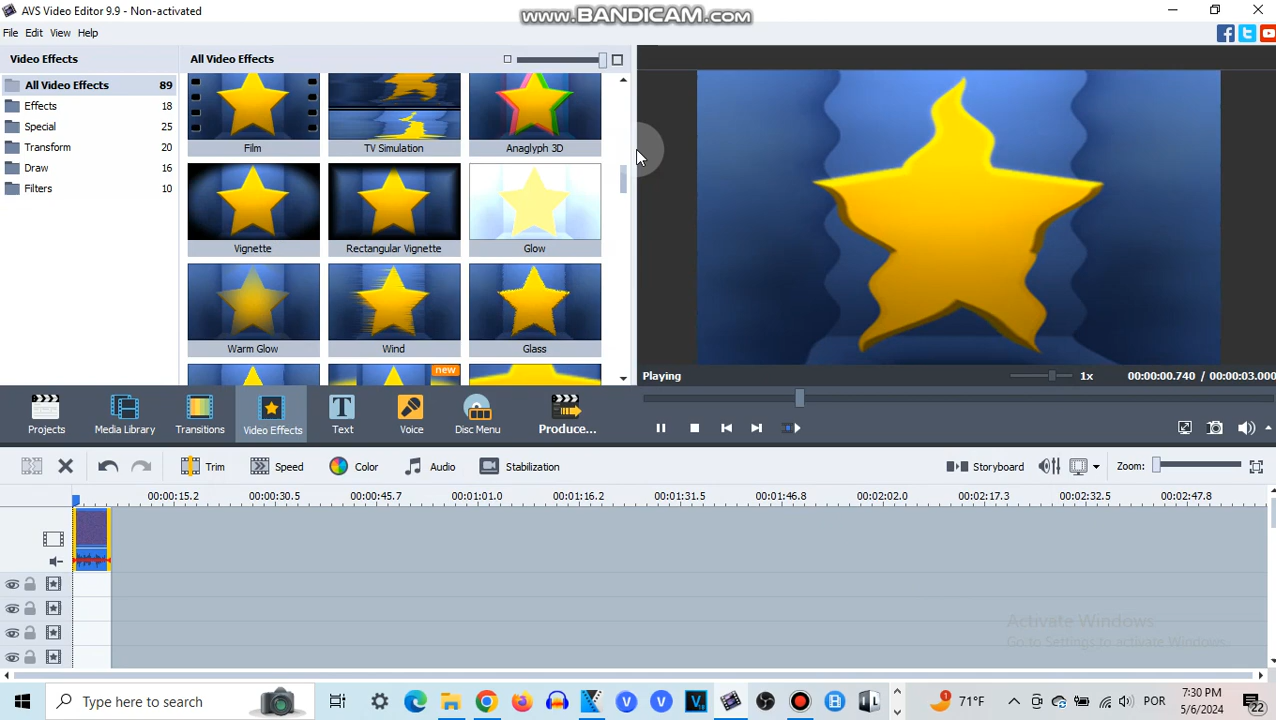 AVS Video Editor 9.9 - Non-activated
www.BANDICAM.com
File Edit View Help
Video Effects
All Video Effects 89
Effects 18
Special 25
Transform 20
Draw 16
Filters 10
All Video Effects
Film TV Simulation Anaglyph 3D
Vignette Rectangular Vignette Glow
Warm Glow Wind Glass
new
Playing 1x 00:00:00.740 / 00:00:03.000
Projects Media Library Transitions Video Effects Text Voice Disc Menu Produce...
Trim Speed Color Audio Stabilization Storyboard Zoom:
00:00:15.2 00:00:30.5 00:00:45.7 00:01:01.0 00:01:16.2 00:01:31.5 00:01:46.8 00:02:02.0 00:02:17.3 00:02:32.5 00:02:47.8
Activate Windows
Go to Settings to activate Windows.
Type here to search
1
71°F
POR
7:30 PM
5/6/2024
22